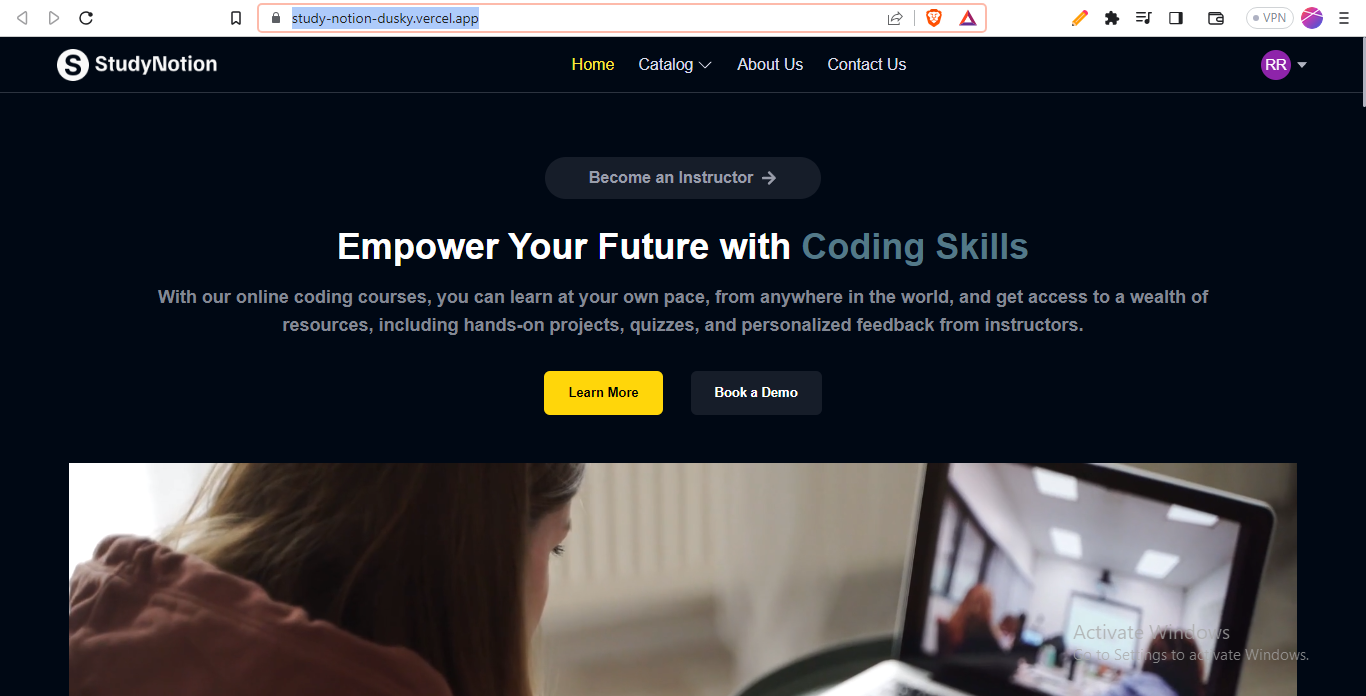 study-notion-dusky.vercel.app
VPN
S StudyNotion
Home Catalog About Us Contact Us
RR
Become an Instructor
Empower Your Future with Coding Skills
With our online coding courses, you can learn at your own pace, from anywhere in the world, and get access to a wealth of
resources, including hands-on projects, quizzes, and personalized feedback from instructors.
Learn More Book a Demo
Activate Windows
Go to Settings to activate Windows.